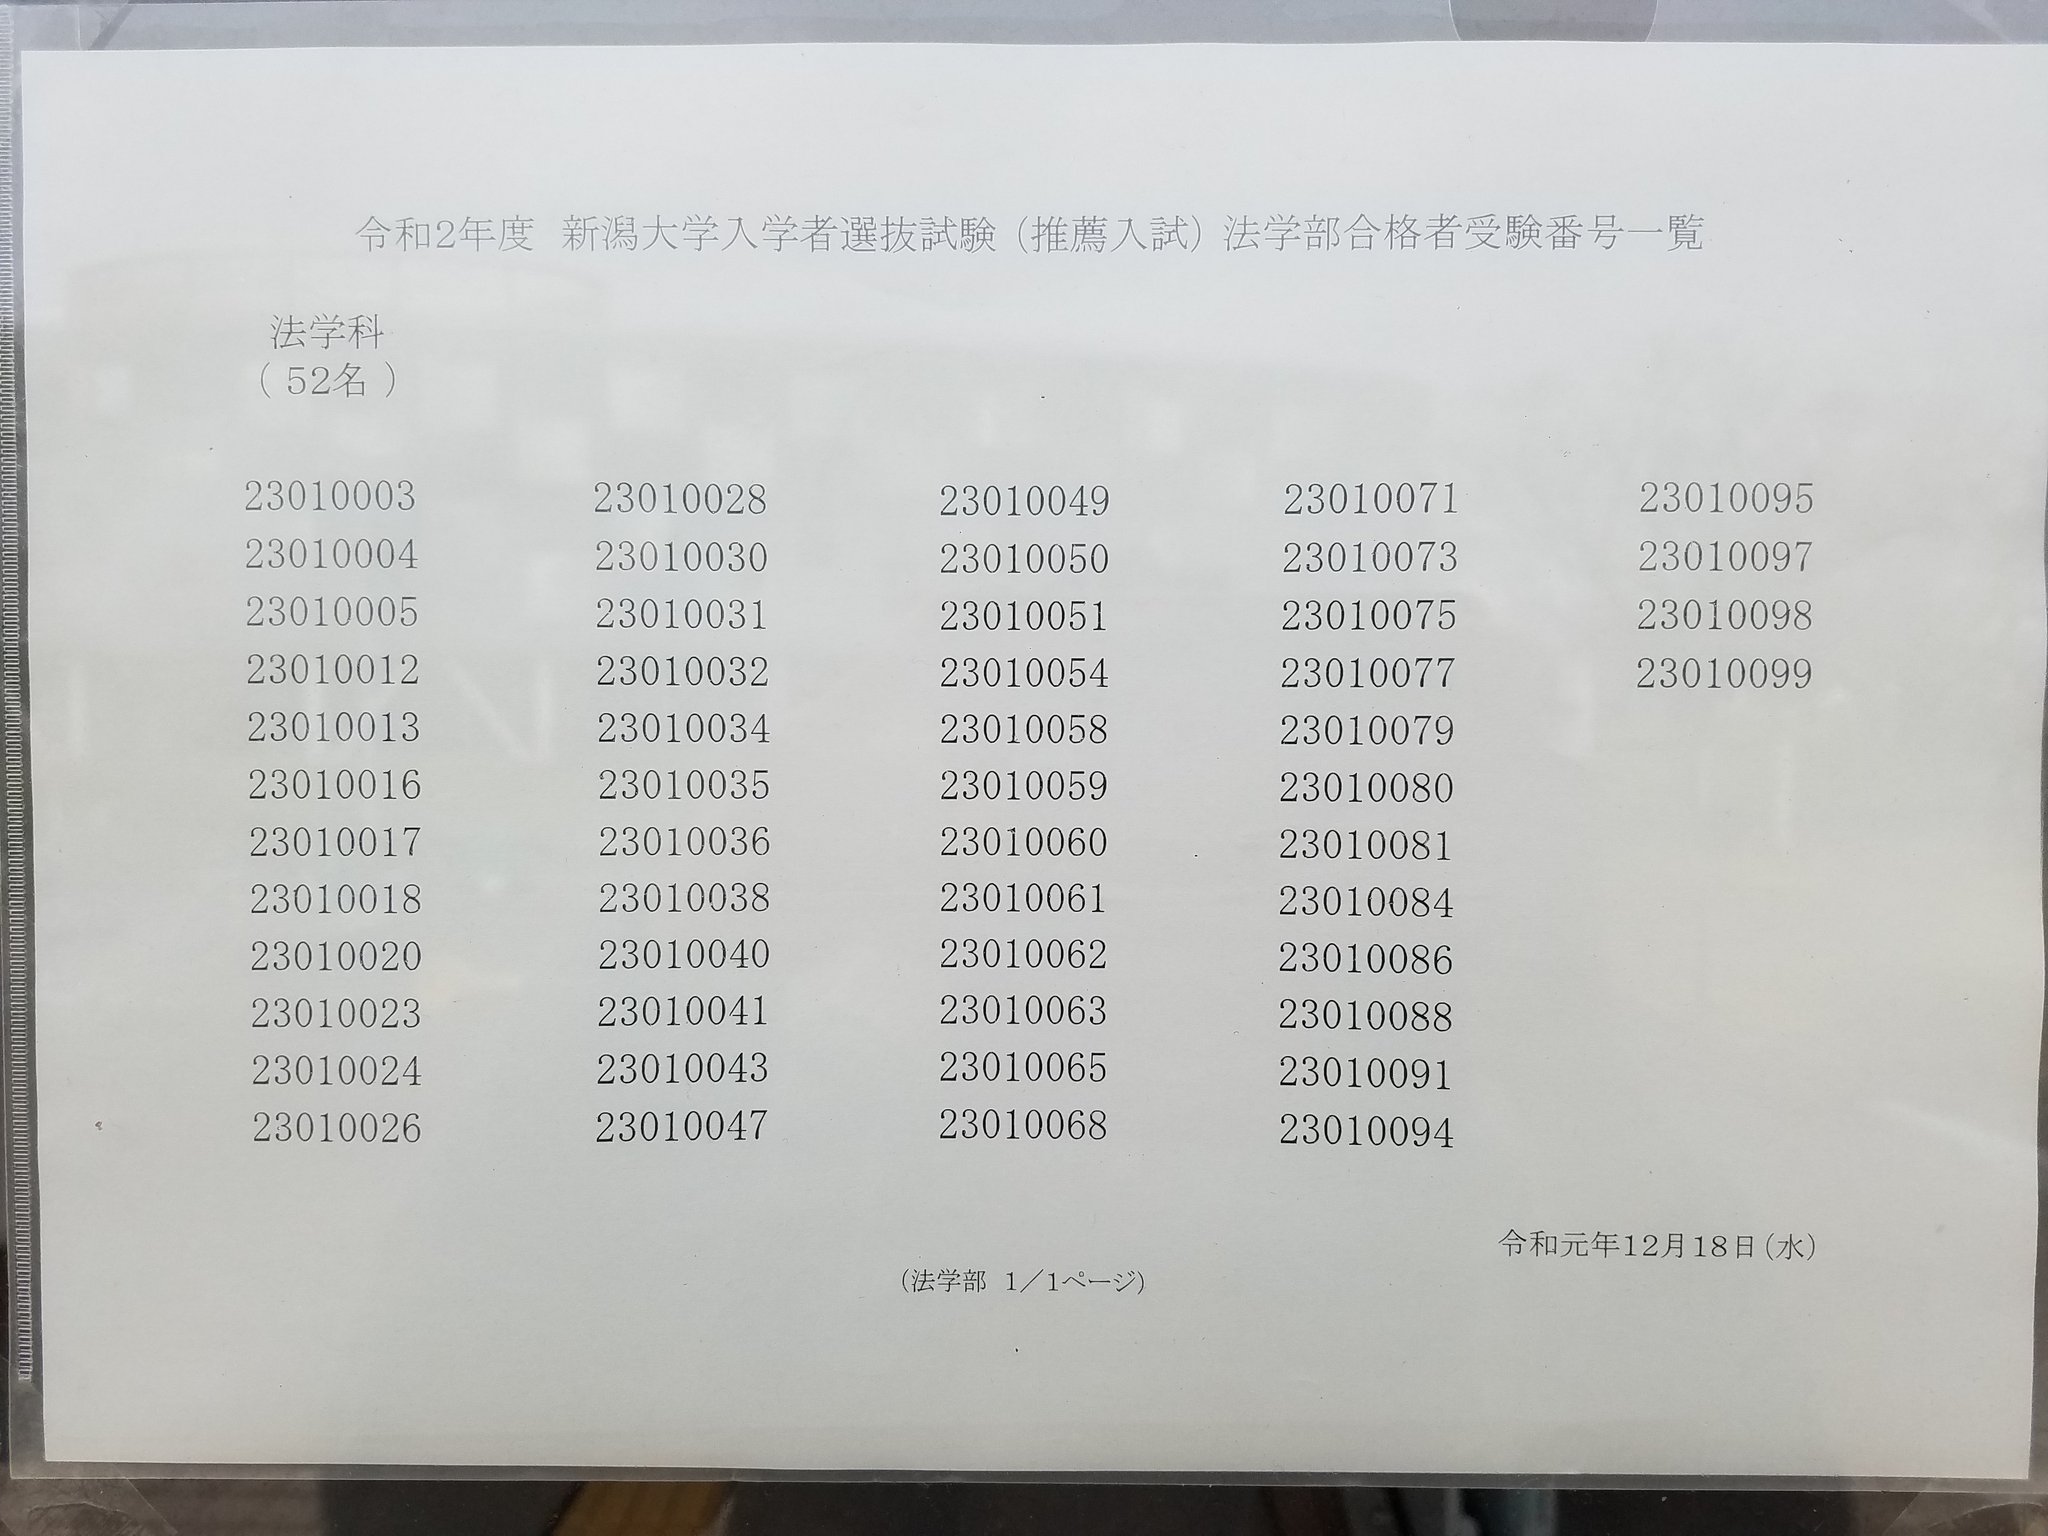 令和2年度　新潟大学入学者選抜試験（推薦入試）法学部合格者受験番号一覧
法学科
（ 52名 ）
23010003 23010028 23010049 23010071 23010095
23010004 23010030 23010050 23010073 23010097
23010005 23010031 23010051 23010075 23010098
23010012 23010032 23010054 23010077 23010099
23010013 23010034 23010058 23010079
23010016 23010035 23010059 23010080
23010017 23010036 23010060 23010081
23010018 23010038 23010061 23010084
23010020 23010040 23010062 23010086
23010023 23010041 23010063 23010088
23010024 23010043 23010065 23010091
23010026 23010047 23010068 23010094
令和元年12月18日（水）
（法学部　1／1ページ）